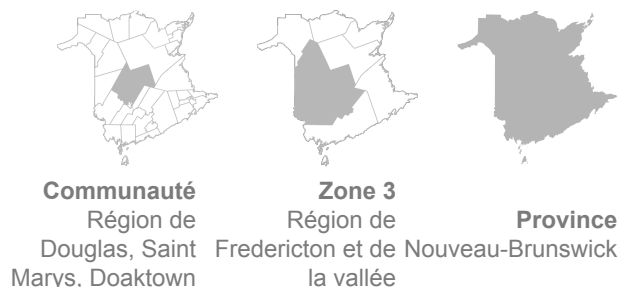 Communauté
Région de
Douglas, Saint
Marys, Doaktown
Zone 3
Région de
Fredericton et de
la vallée
Province
Nouveau-Brunswick